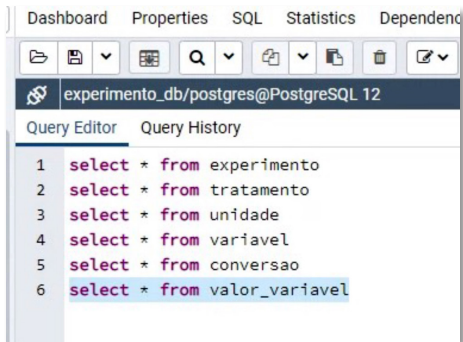 Dashboard Properties SQL Statistics Dependenc
experimento_db/postgres@PostgreSQL 12
Query Editor Query History
1 select * from experimento
2 select * from tratamento
3 select * from unidade
4 select * from variavel
5 select * from conversao
6 select * from valor_variavel